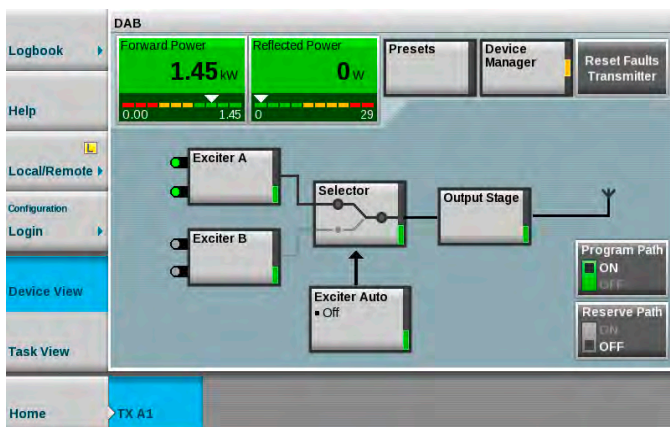 DAB
Logbook
Help
L
Local/Remote
Configuration
Login
Device View
Task View
Home
TX A1
Forward Power
1.45 kW
0.00 1.45
Reflected Power
0 W
0 29
Presets
Device
Manager
Reset Faults
Transmitter
Exciter A
Exciter B
Selector
Output Stage
Exciter Auto
Off
Program Path
ON
OFF
Reserve Path
ON
OFF